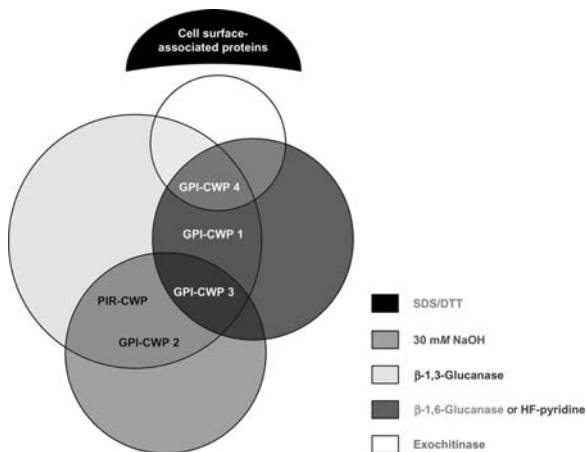 Cell surface-
associated proteins
GPI-CWP 4
GPI-CWP 1
GPI-CWP 3
PIR-CWP
GPI-CWP 2
SDS/DTT
30 mM NaOH
β-1,3-Glucanase
β-1,6-Glucanase or HF-pyridine
Exochitinase